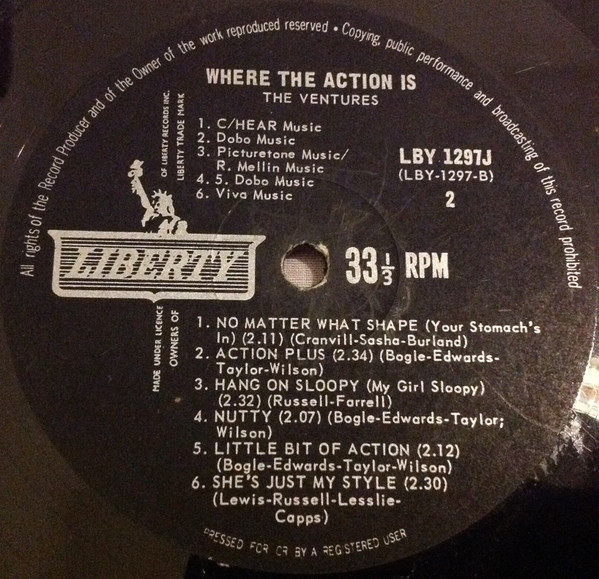 All rights of the Record Producer and of the Owner of the work reproduced reserved • Copying, public performance and broadcasting of this record prohibited
WHERE THE ACTION IS
THE VENTURES
1. C/HEAR Music
2. Dobo Music
3. Picturetone Music/
R. Mellin Music
4. 5. Dobo Music
6. Viva Music
OF LIBERTY RECORDS INC.
LIBERTY TRADE MARK
LBY 1297J
(LBY-1297-B)
2
LIBERTY
33 1/3 RPM
MADE UNDER LICENCE
OWNERS OF
1. NO MATTER WHAT SHAPE (Your Stomach's
In) (2.11) (Cranvill-Sasha-Burland)
2. ACTION PLUS (2.34) (Bogle-Edwards-
Taylor-Wilson)
3. HANG ON SLOOPY (My Girl Sloopy)
(2.32) (Russell-Farrell)
4. NUTTY (2.07) (Bogle-Edwards-Taylor;
Wilson)
5. LITTLE BIT OF ACTION (2.12)
(Bogle-Edwards-Taylor-Wilson)
6. SHE'S JUST MY STYLE (2.30)
(Lewis-Russell-Lesslie-
Capps)
PRESSED FOR OR BY A REGISTERED USER